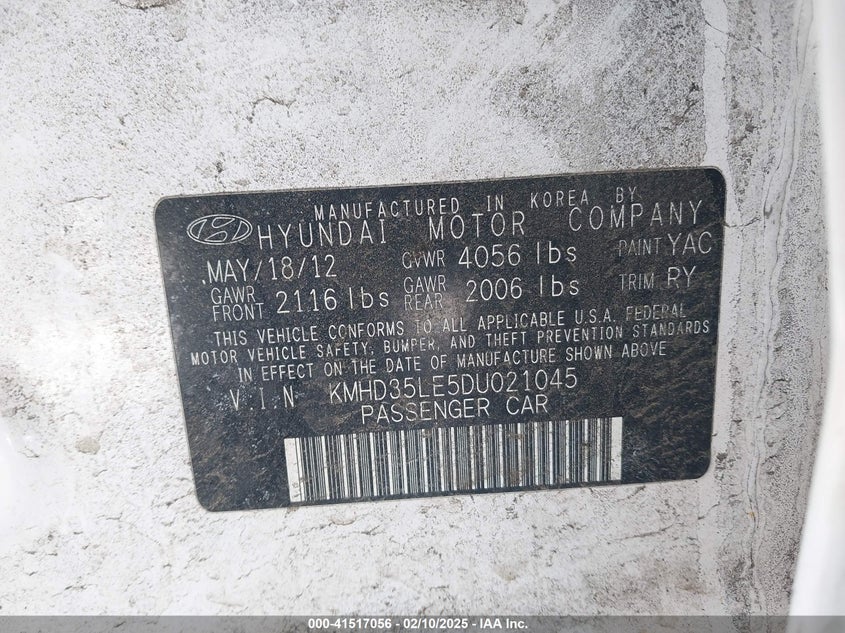 MANUFACTURED IN KOREA BY
HYUNDAI MOTOR COMPANY
MAY/18/12 GVWR 4056 lbs PAINT YAC
GAWR FRONT 2116 lbs GAWR REAR 2006 lbs TRIM RY
THIS VEHICLE CONFORMS TO ALL APPLICABLE U.S.A. FEDERAL
MOTOR VEHICLE SAFETY, BUMPER, AND THEFT PREVENTION STANDARDS
IN EFFECT ON THE DATE OF MANUFACTURE SHOWN ABOVE
V.I.N KMHD35LE5DU021045
PASSENGER CAR
000-41517056 - 02/10/2025 - IAA Inc.